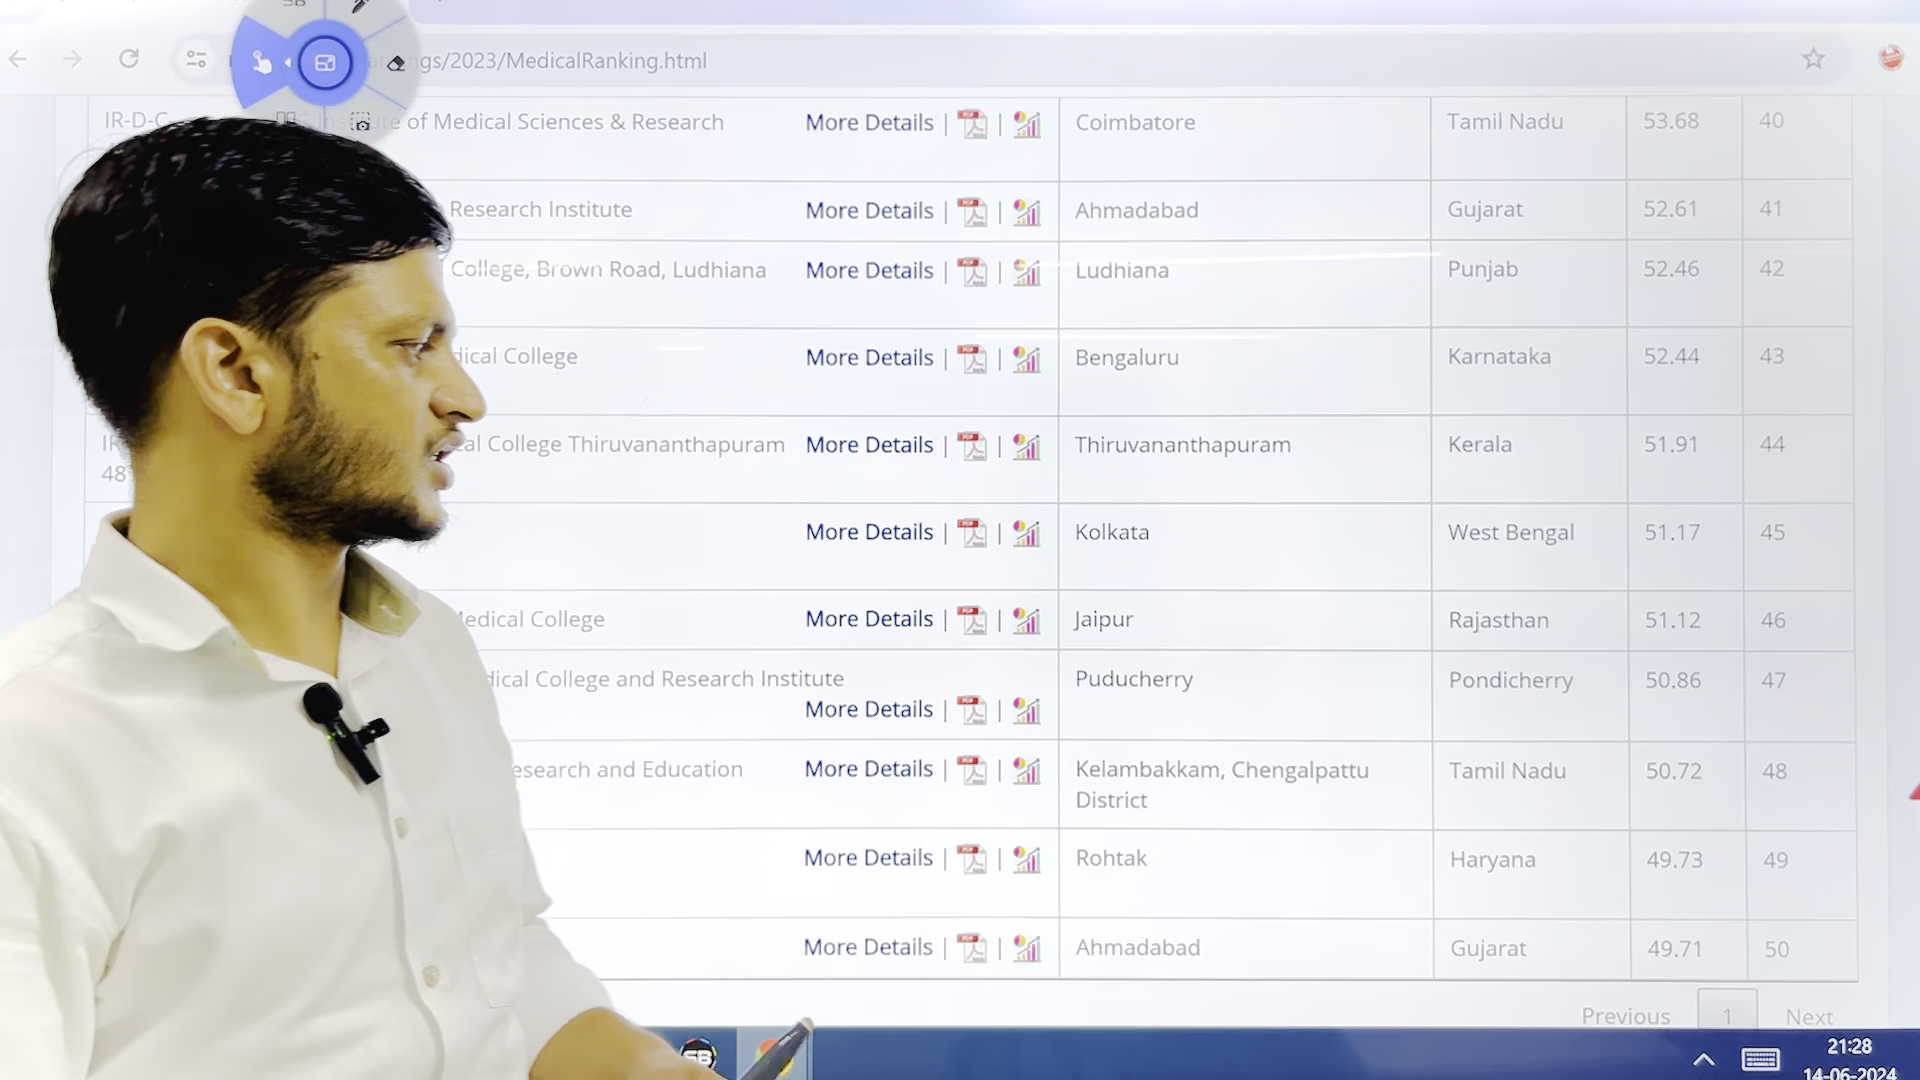 ngs/2023/MedicalRanking.html
IR-D-C of Medical Sciences & Research More Details | | Coimbatore Tamil Nadu 53.68 40
Research Institute More Details | | Ahmadabad Gujarat 52.61 41
College, Brown Road, Ludhiana More Details | | Ludhiana Punjab 52.46 42
dical College More Details | | Bengaluru Karnataka 52.44 43
College Thiruvananthapuram More Details | | Thiruvananthapuram Kerala 51.91 44
48
More Details | | Kolkata West Bengal 51.17 45
Medical College More Details | | Jaipur Rajasthan 51.12 46
dical College and Research Institute Puducherry Pondicherry 50.86 47
More Details | |
esearch and Education More Details | | Kelambakkam, Chengalpattu Tamil Nadu 50.72 48
District
More Details | | Rohtak Haryana 49.73 49
More Details | | Ahmadabad Gujarat 49.71 50
Previous 1 Next
21:28
14-06-2024